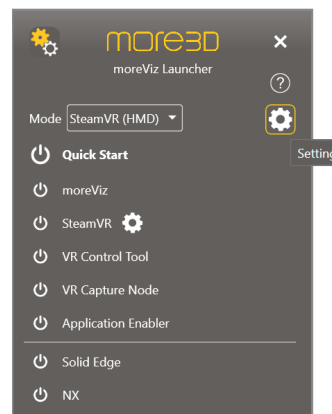 more3D
moreViz Launcher
?
Mode SteamVR (HMD)
Quick Start
Setting
moreViz
SteamVR
VR Control Tool
VR Capture Node
Application Enabler
Solid Edge
NX